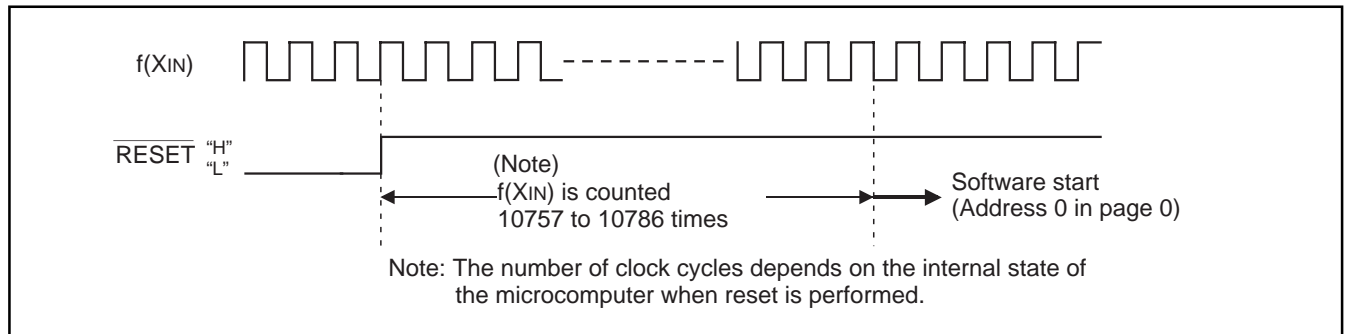 f(XIN)
RESET “H”
“L”
(Note)
f(XIN) is counted
10757 to 10786 times
Software start
(Address 0 in page 0)
Note: The number of clock cycles depends on the internal state of
the microcomputer when reset is performed.